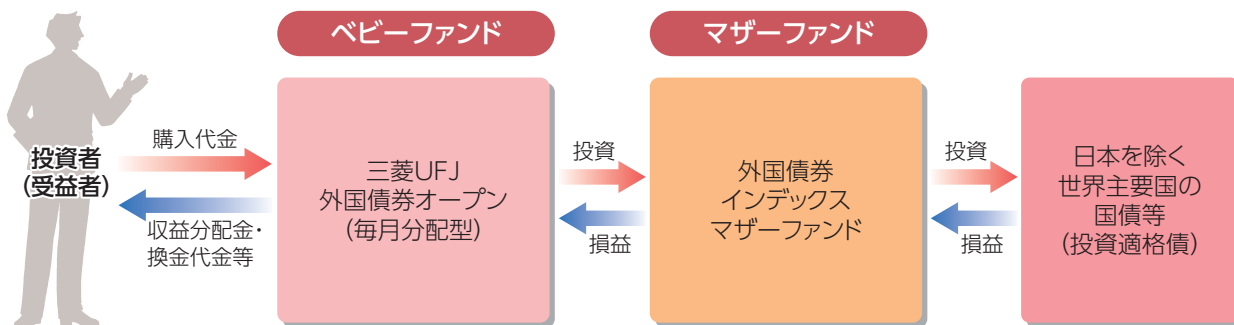 ベビーファンド
マザーファンド
投資者
(受益者)
購入代金
収益分配金・
換金代金等
三菱UFJ
外国債券オープン
(毎月分配型)
投資
損益
外国債券
インデックス
マザーファンド
投資
損益
日本を除く
世界主要国の
国債等
(投資適格債)